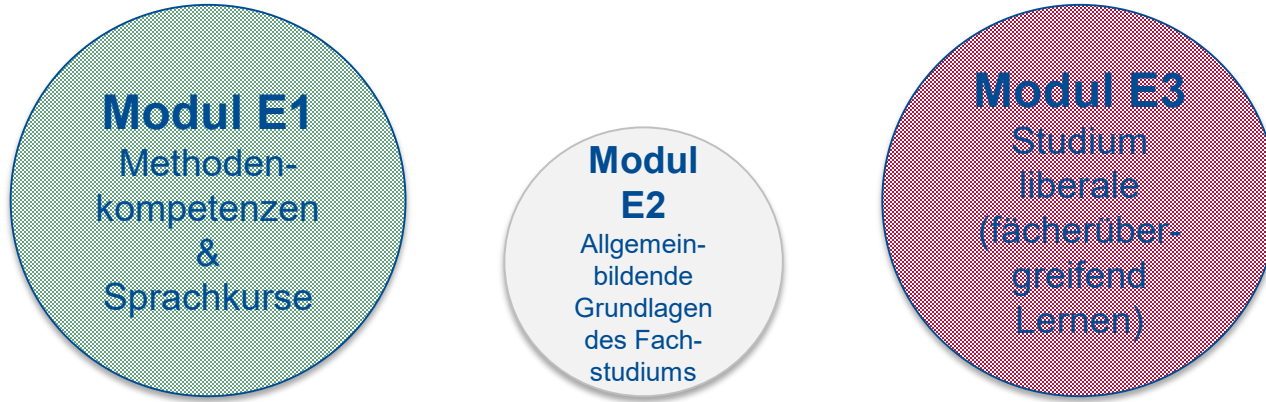 Modul E1
Methoden-
kompetenzen
&
Sprachkurse
Modul
E2
Allgemein-
bildende
Grundlagen
des Fach-
studiums
Modul E3
Studium
liberale
(fächerüber-
greifend
Lernen)